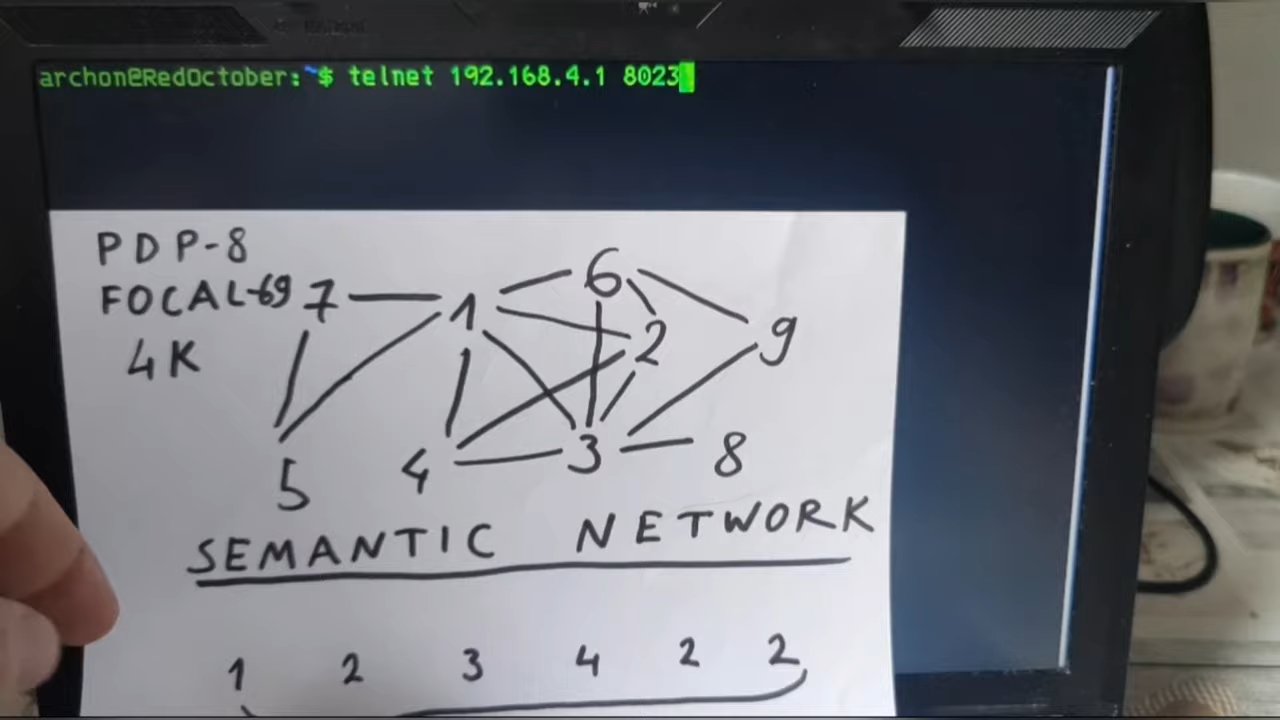 archon@RedOctober:~$ telnet 192.168.4.1 8023
PDP-8
FOCAL-69
4K
7 1 6 2 9
5 4 3 8
SEMANTIC NETWORK
1 2 3 4 2 2